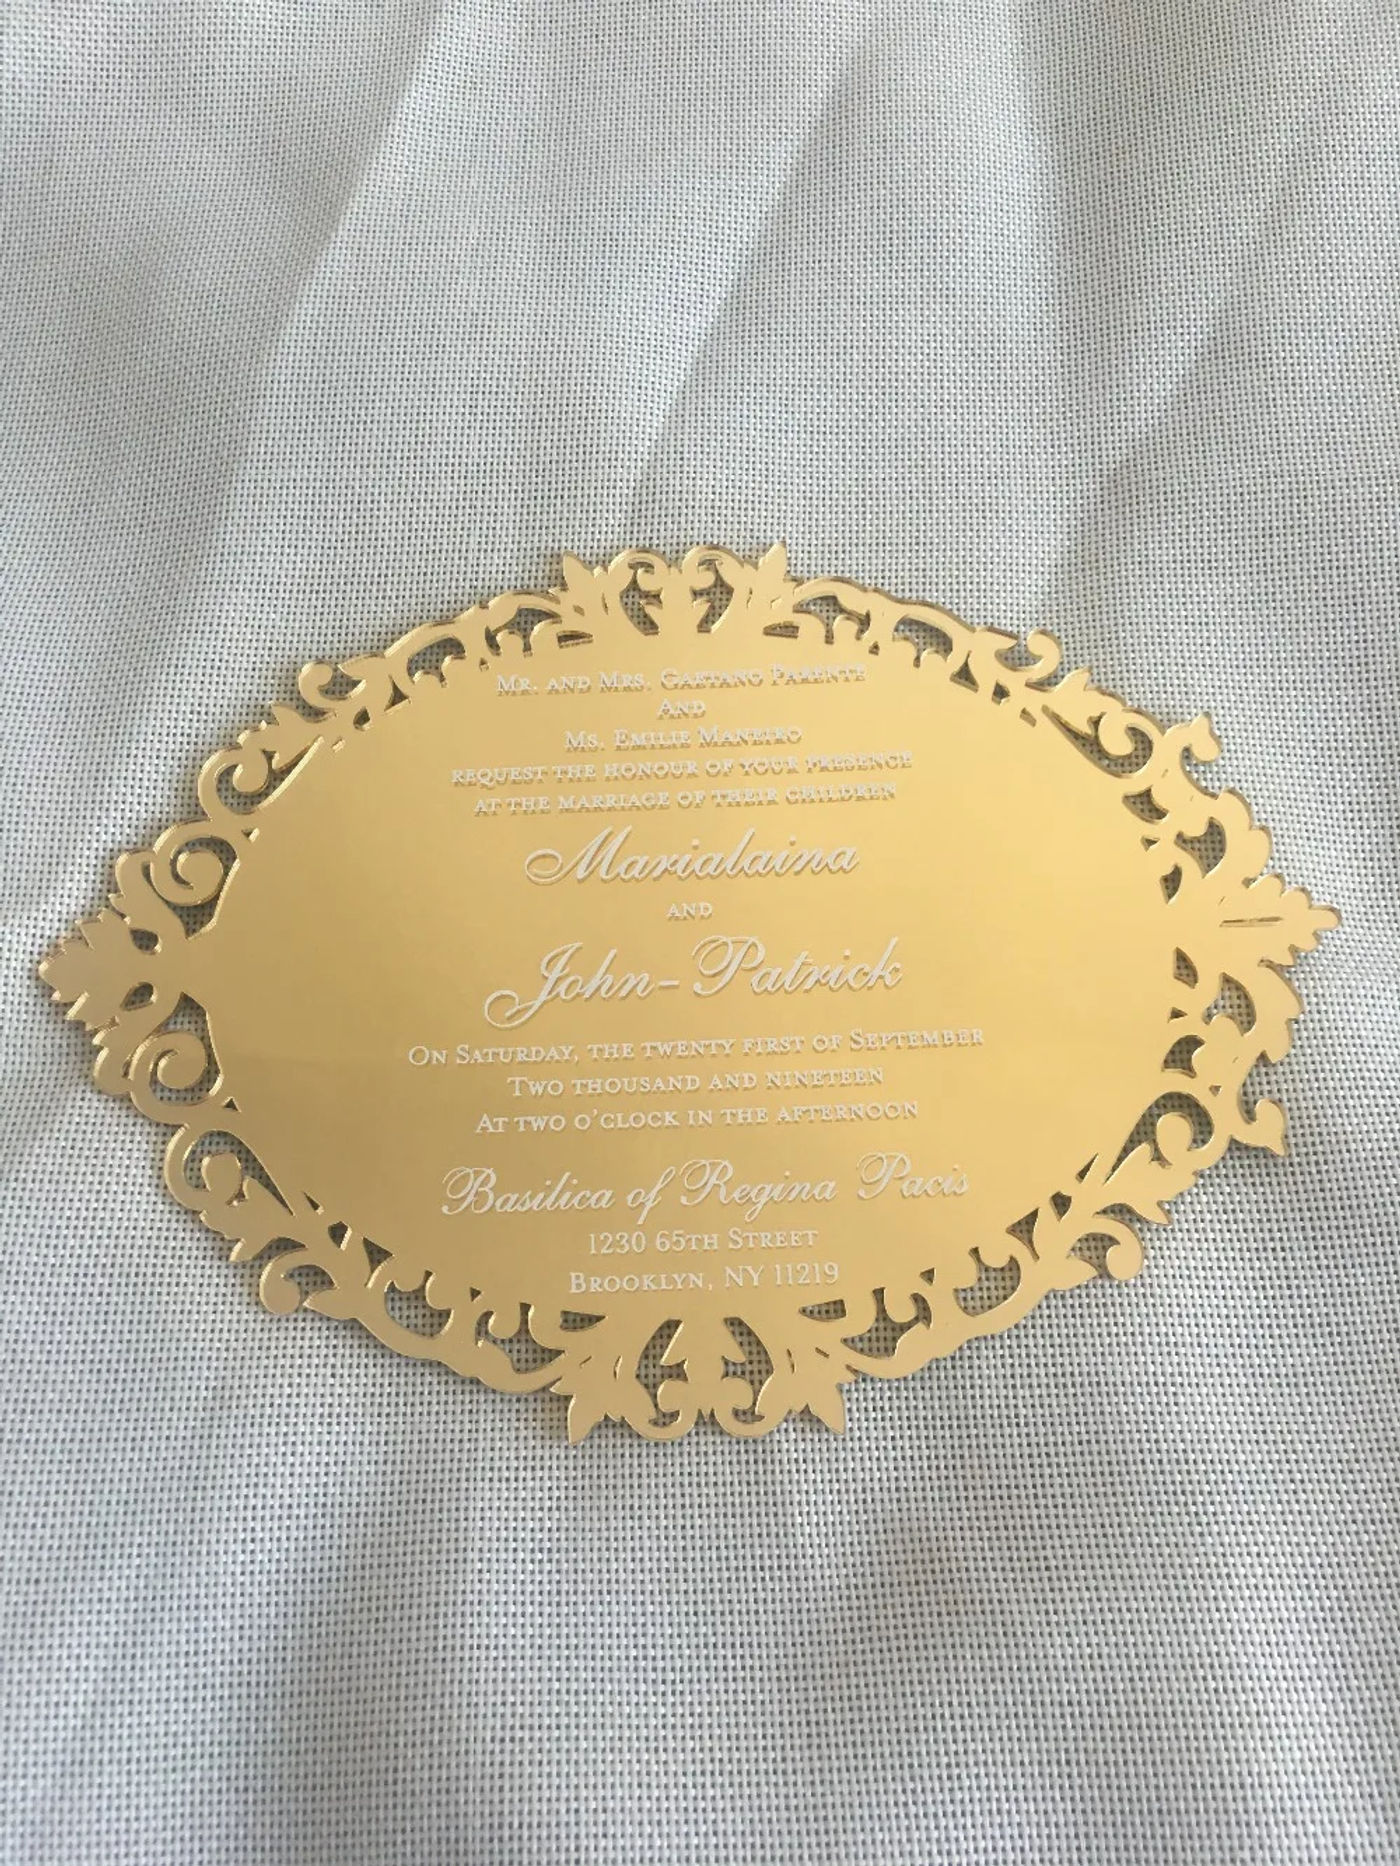 Mr. and Mrs. Gaetano Parente
And
Ms. Emilie Maneiro
request the honour of your presence
at the marriage of their children
Marialaina
and
John-Patrick
On Saturday, the twenty first of September
Two thousand and nineteen
At two o'clock in the afternoon
Basilica of Regina Pacis
1230 65th Street
Brooklyn, NY 11219